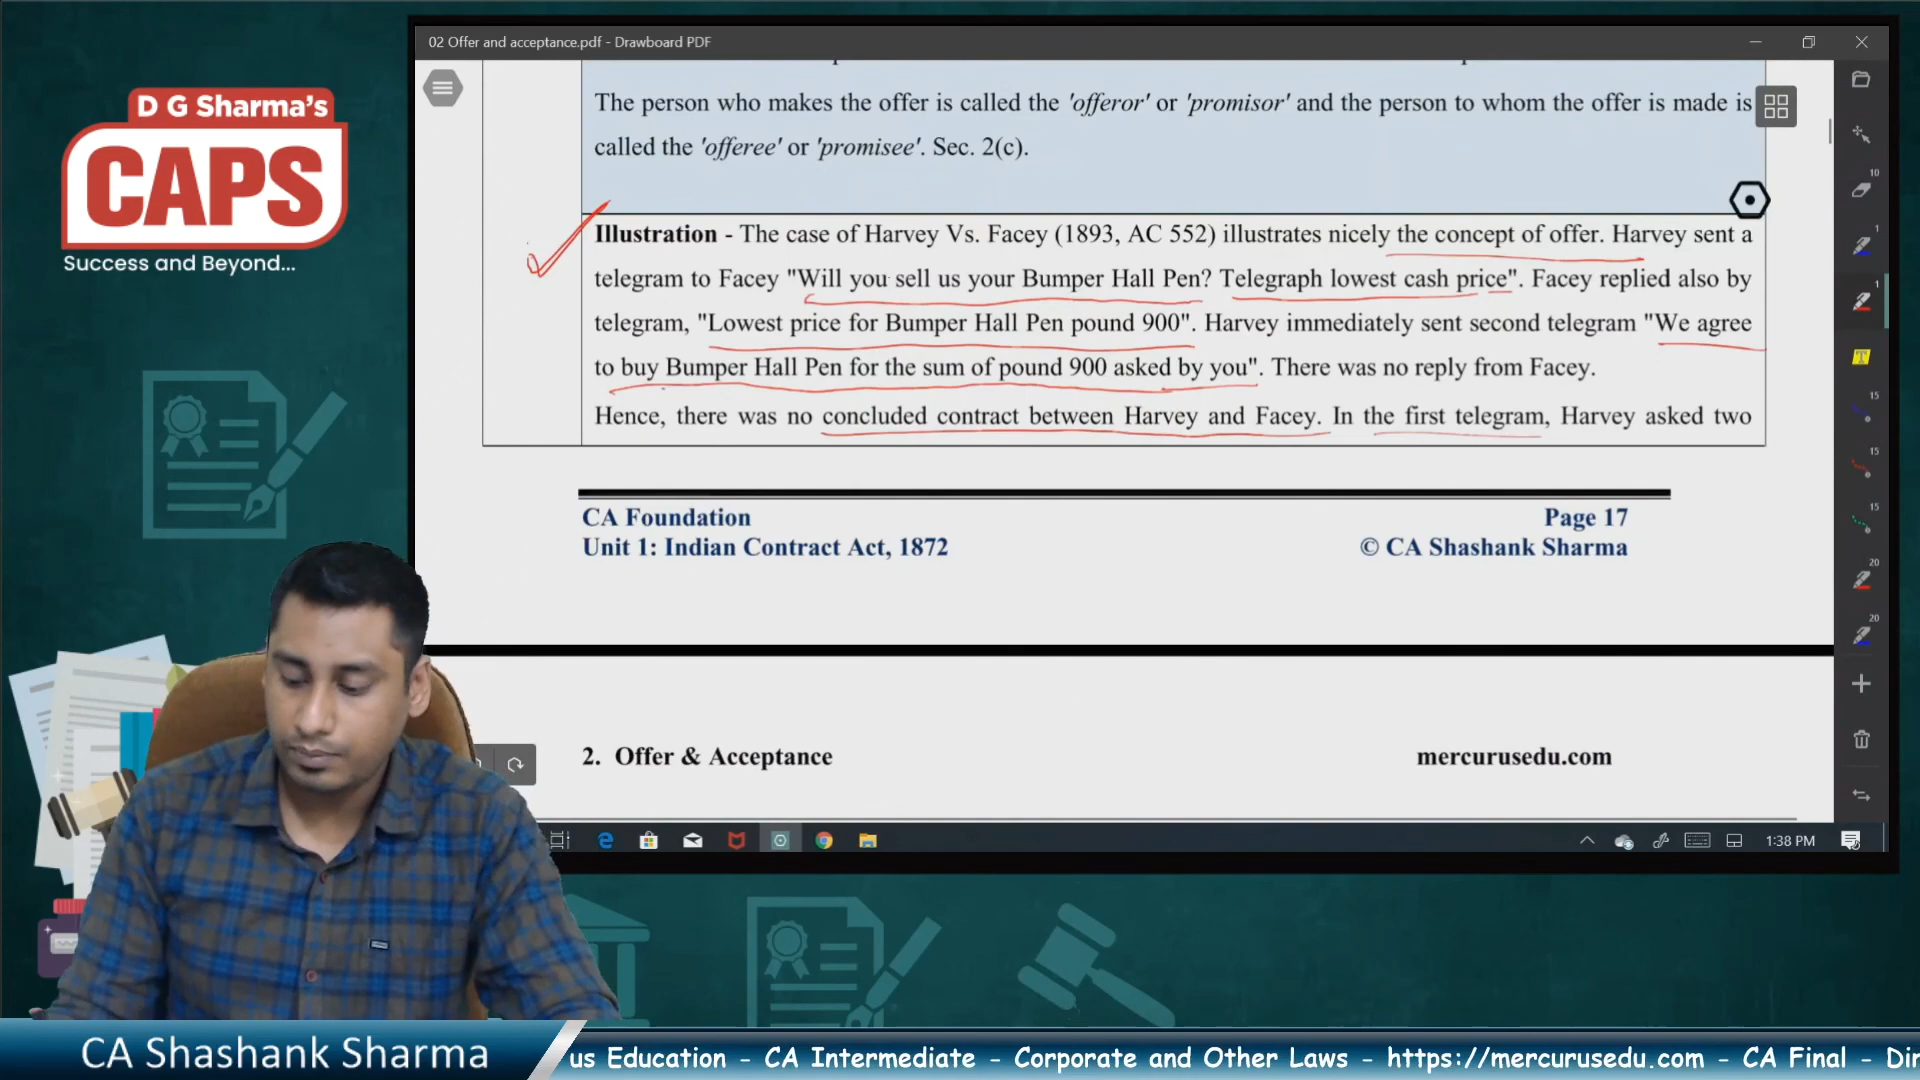 D G Sharma's
CAPS
Success and Beyond...
02 Offer and acceptance.pdf - Drawboard PDF
The person who makes the offer is called the 'offeror' or 'promisor' and the person to whom the offer is made is
called the 'offeree' or 'promisee'. Sec. 2(c).
Illustration - The case of Harvey Vs. Facey (1893, AC 552) illustrates nicely the concept of offer. Harvey sent a
telegram to Facey "Will you sell us your Bumper Hall Pen? Telegraph lowest cash price". Facey replied also by
telegram, "Lowest price for Bumper Hall Pen pound 900". Harvey immediately sent second telegram "We agree
to buy Bumper Hall Pen for the sum of pound 900 asked by you". There was no reply from Facey.
Hence, there was no concluded contract between Harvey and Facey. In the first telegram, Harvey asked two
CA Foundation
Page 17
Unit 1: Indian Contract Act, 1872
© CA Shashank Sharma
2. Offer & Acceptance
mercurusedu.com
10
1
1
T
15
15
15
20
20
1:38 PM
CA Shashank Sharma
us Education - CA Intermediate - Corporate and Other Laws - https://mercurusedu.com - CA Final - Dir